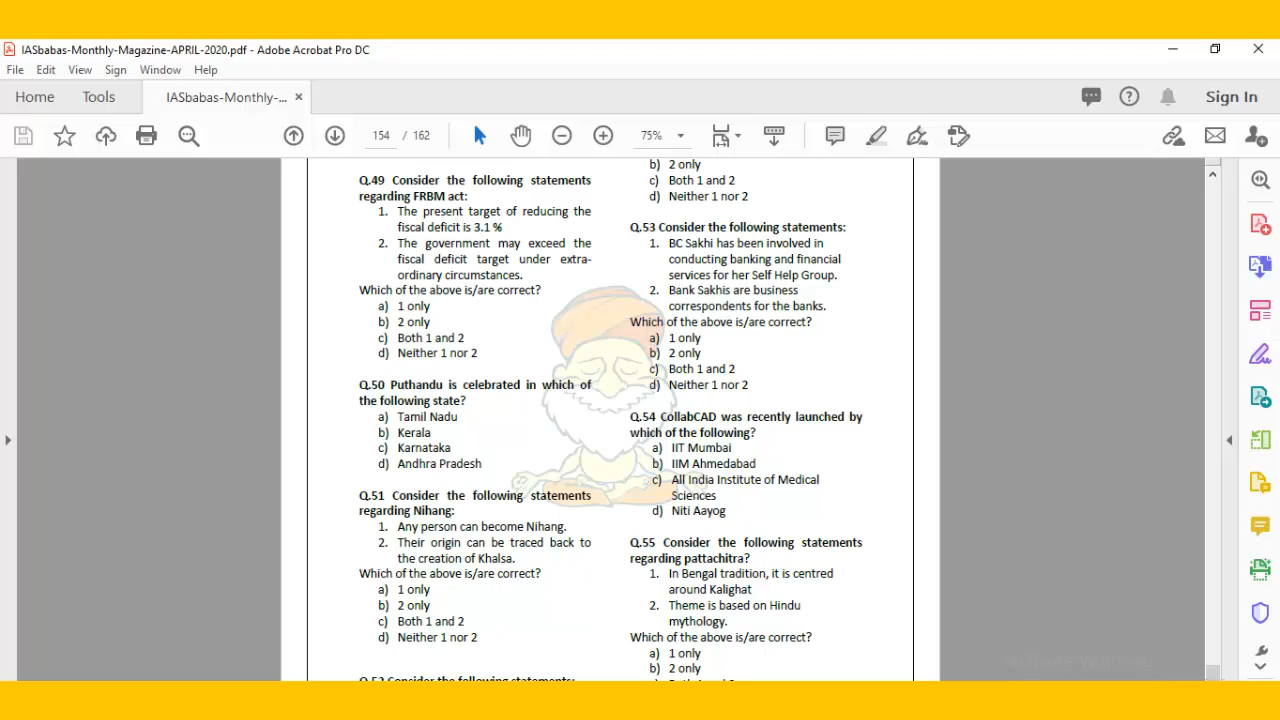 IASbabas-Monthly-Magazine-APRIL-2020.pdf - Adobe Acrobat Pro DC
File Edit View Sign Window Help
Home Tools IASbabas-Monthly-... × Sign In
154 / 162 75%
Q.49 Consider the following statements
regarding FRBM act:
1. The present target of reducing the
fiscal deficit is 3.1 %
2. The government may exceed the
fiscal deficit target under extra-
ordinary circumstances.
Which of the above is/are correct?
a) 1 only
b) 2 only
c) Both 1 and 2
d) Neither 1 nor 2
Q.50 Puthandu is celebrated in which of
the following state?
a) Tamil Nadu
b) Kerala
c) Karnataka
d) Andhra Pradesh
Q.51 Consider the following statements
regarding Nihang:
1. Any person can become Nihang.
2. Their origin can be traced back to
the creation of Khalsa.
Which of the above is/are correct?
a) 1 only
b) 2 only
c) Both 1 and 2
d) Neither 1 nor 2
Q.52 Consider the following statements:
b) 2 only
c) Both 1 and 2
d) Neither 1 nor 2
Q.53 Consider the following statements:
1. BC Sakhi has been involved in
conducting banking and financial
services for her Self Help Group.
2. Bank Sakhis are business
correspondents for the banks.
Which of the above is/are correct?
a) 1 only
b) 2 only
c) Both 1 and 2
d) Neither 1 nor 2
Q.54 CollabCAD was recently launched by
which of the following?
a) IIT Mumbai
b) IIM Ahmedabad
c) All India Institute of Medical
Sciences
d) Niti Aayog
Q.55 Consider the following statements
regarding pattachitra?
1. In Bengal tradition, it is centred
around Kalighat
2. Theme is based on Hindu
mythology.
Which of the above is/are correct?
a) 1 only
b) 2 only